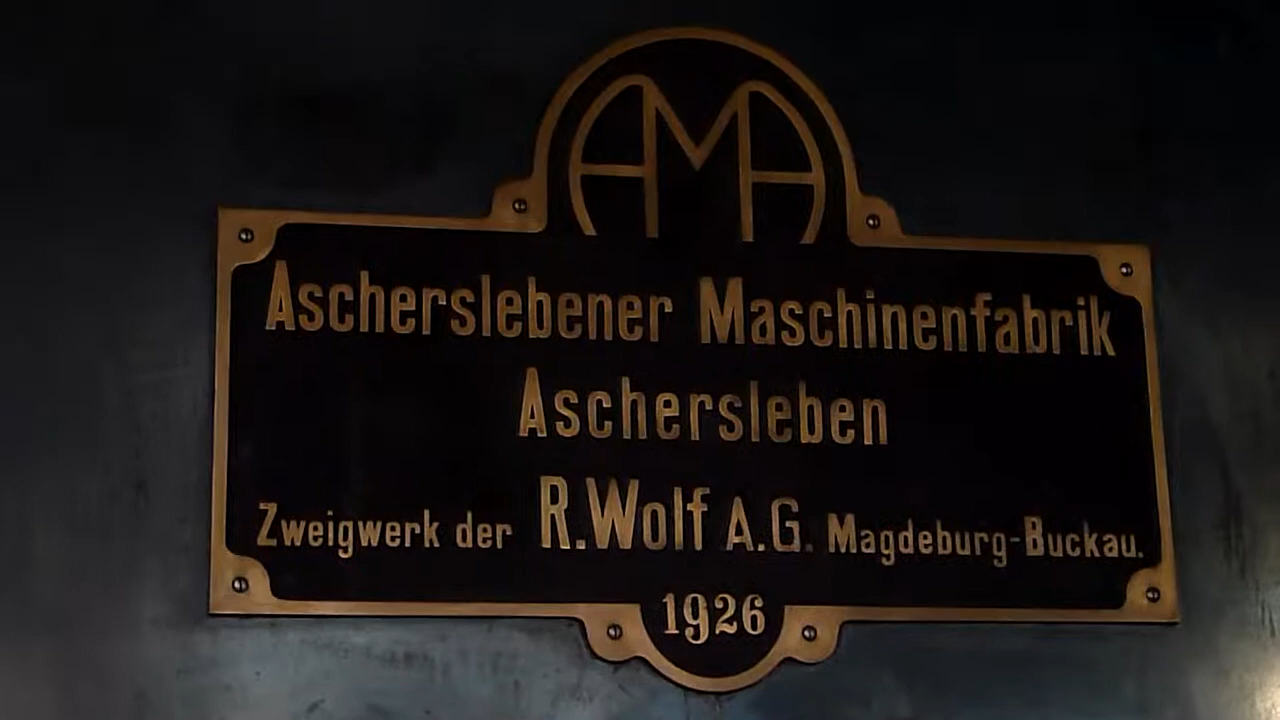 AMA
Ascherslebener Maschinenfabrik
Aschersleben
Zweigwerk der R.Wolf A.G. Magdeburg-Buckau.
1926